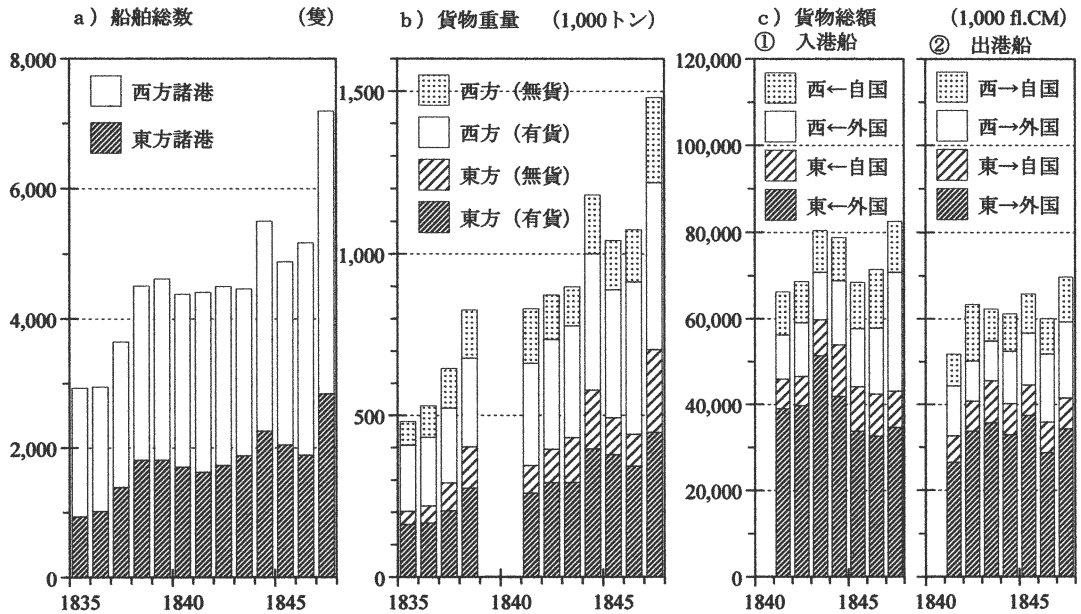 a）船舶総数 （隻）
8,000
6,000
4,000
2,000
0
1835 1840 1845
西方諸港
東方諸港
b）貨物重量 （1,000トン）
1,500
1,000
500
0
1835 1840 1845
西方（無貨）
西方（有貨）
東方（無貨）
東方（有貨）
c）貨物総額 （1,000 fl.CM）
① 入港船
120,000
100,000
80,000
60,000
40,000
20,000
0
1840 1845
西←自国
西←外国
東←自国
東←外国
② 出港船
1840 1845
西→自国
西→外国
東→自国
東→外国